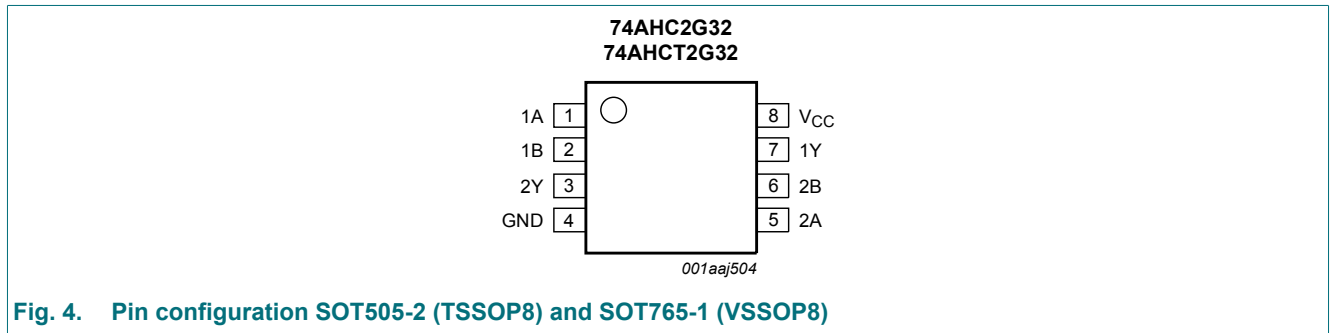 74AHC2G32
74AHCT2G32
1A 1 8 VCC
1B 2 7 1Y
2Y 3 6 2B
GND 4 5 2A
001aaj504
Fig. 4. Pin configuration SOT505-2 (TSSOP8) and SOT765-1 (VSSOP8)